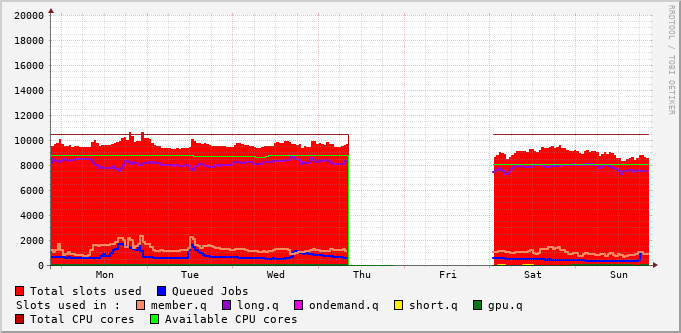 RRDTOOL / TOBI OETIKER
20000
18000
16000
14000
12000
10000
8000
6000
4000
2000
0
Mon Tue Wed Thu Fri Sat Sun
Total slots used Queued Jobs
Slots used in : member.q long.q ondemand.q short.q gpu.q
Total CPU cores Available CPU cores